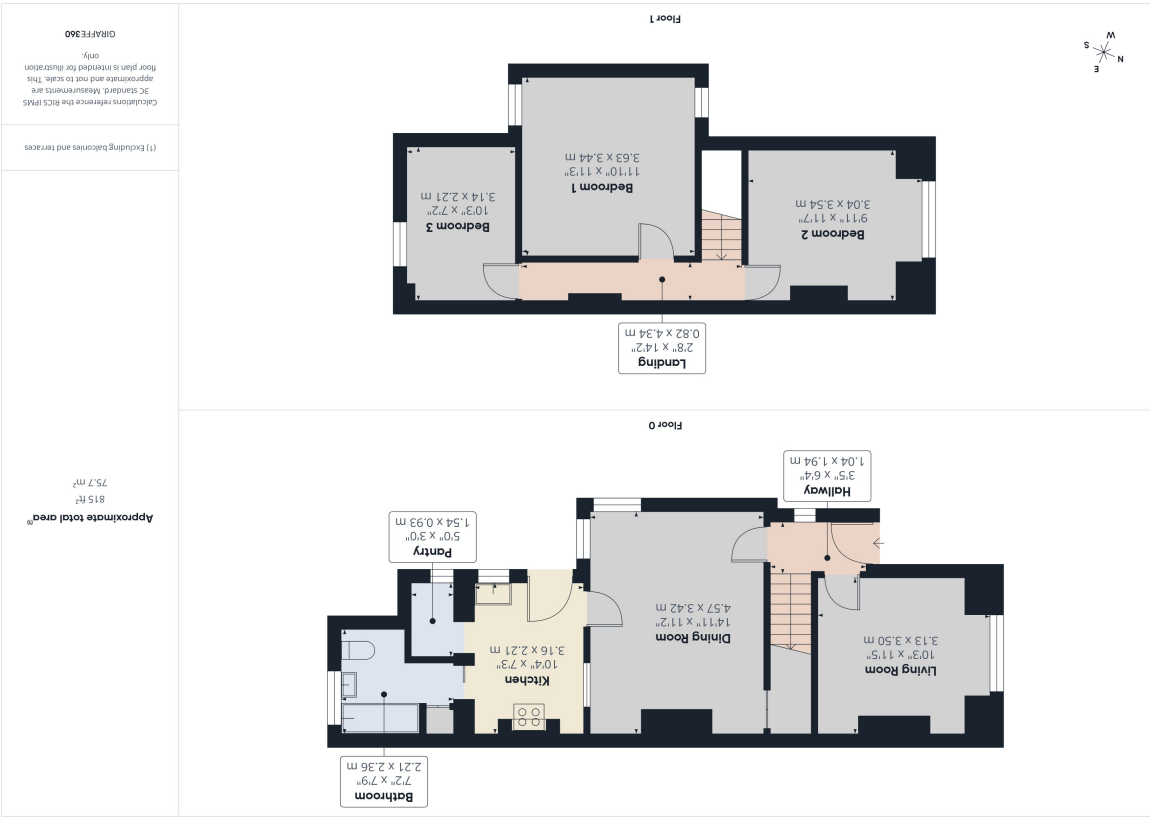 Bathroom
7'2" x 7'9"
2.21 x 2.36 m
Living Room
10'3" x 11'5"
3.13 x 3.50 m
Dining Room
14'11" x 11'2"
4.57 x 3.42 m
Kitchen
10'4" x 7'3"
3.16 x 2.21 m
Pantry
5'0" x 3'0"
1.54 x 0.93 m
Hallway
3'5" x 6'4"
1.04 x 1.94 m
Floor 0
Landing
2'8" x 14'2"
0.82 x 4.34 m
Bedroom 2
9'11" x 11'7"
3.04 x 3.54 m
Bedroom 1
11'10" x 11'3"
3.63 x 3.44 m
Bedroom 3
10'3" x 7'2"
3.14 x 2.21 m
Floor 1
E
N
S
W
Approximate total area⁽¹⁾
815 ft²
75.7 m²
(1) Excluding balconies and terraces
Calculations reference the RICS IPMS
3C standard. Measurements are
approximate and not to scale. This
floor plan is intended for illustration
only.
GIRAFFE360